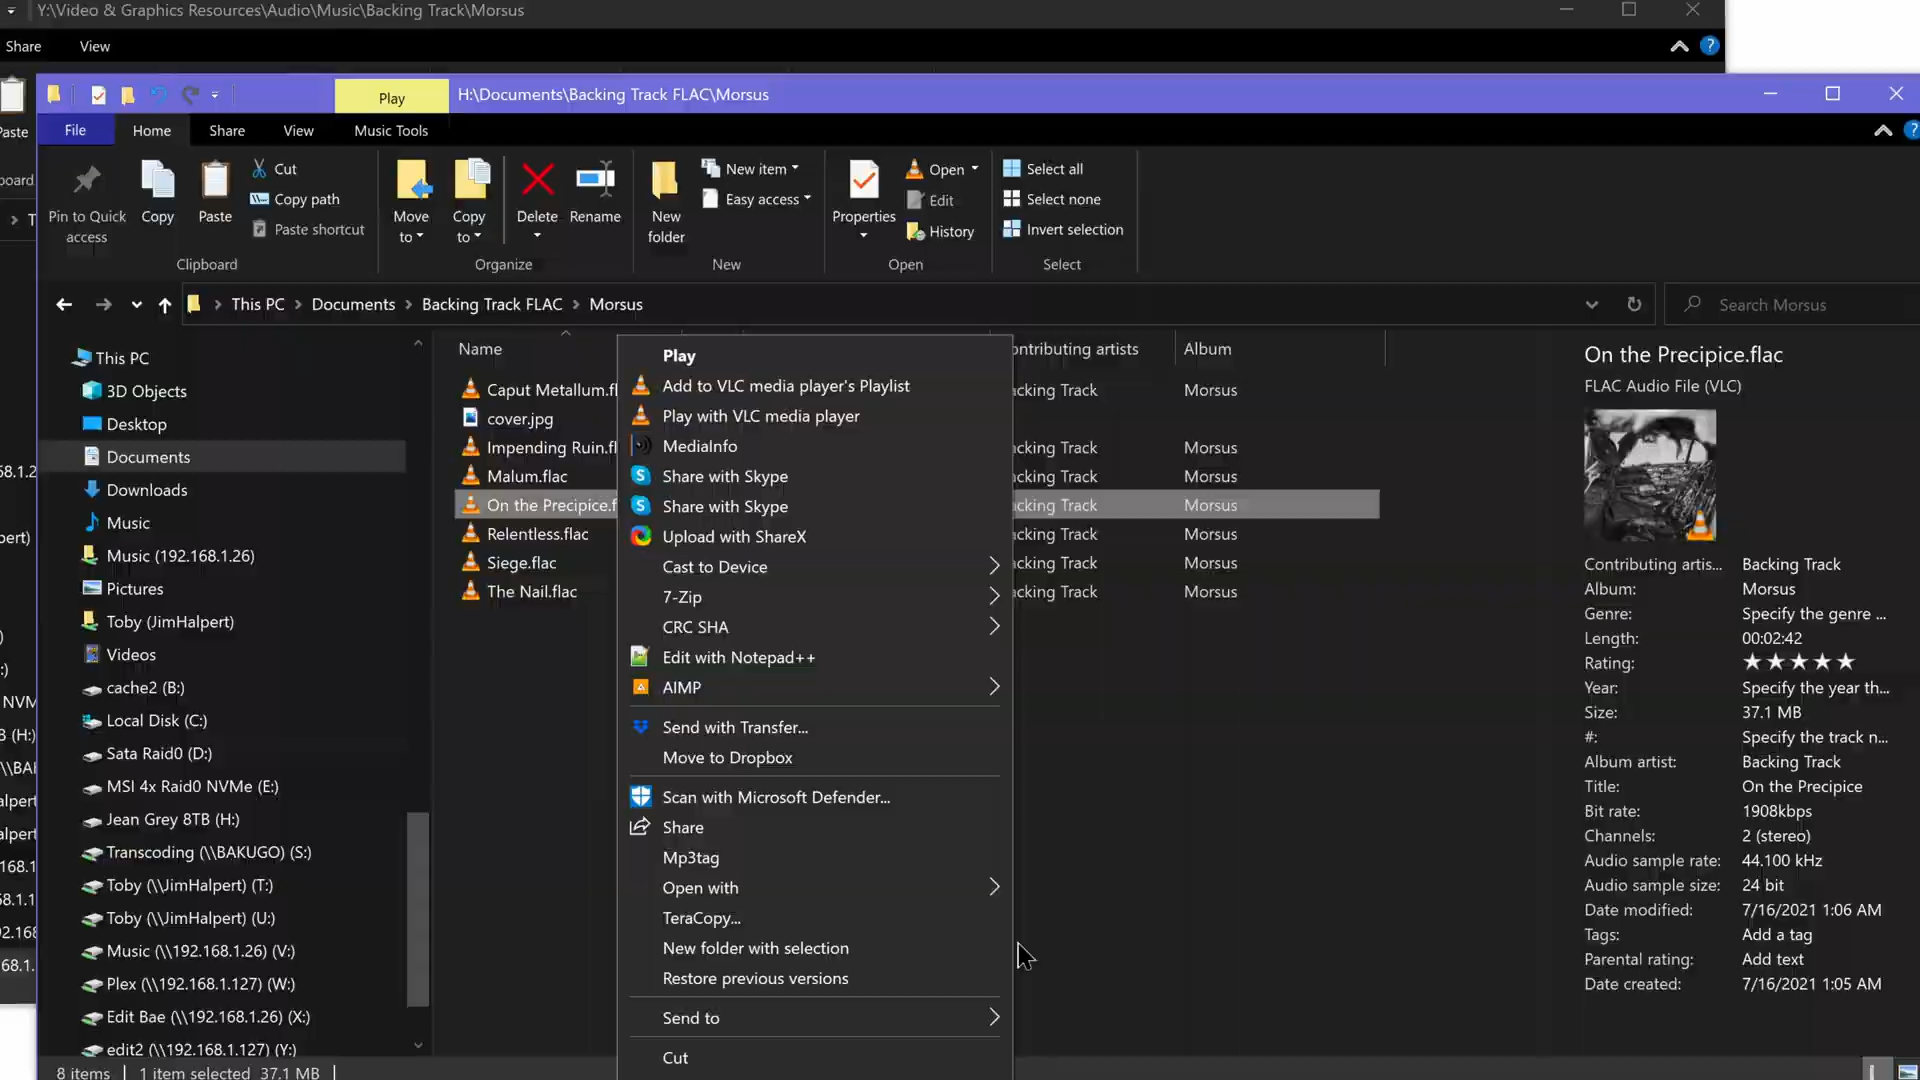 Y:\Video & Graphics Resources\Audio\Music\Backing Track\Morsus
Share View
Play H:\Documents\Backing Track FLAC\Morsus
File Home Share View Music Tools
Paste
Pin to Quick access
Copy
Paste
Cut
Copy path
Paste shortcut
Clipboard
Move to
Copy to
Delete
Rename
Organize
New folder
New item
Easy access
New
Properties
Open
Edit
History
Open
Select all
Select none
Invert selection
Select
This PC > Documents > Backing Track FLAC > Morsus
Search Morsus
This PC
3D Objects
Desktop
Documents
Downloads
Music
Music (192.168.1.26)
Pictures
Toby (JimHalpert)
Videos
cache2 (B:)
Local Disk (C:)
Sata Raid0 (D:)
MSI 4x Raid0 NVMe (E:)
Jean Grey 8TB (H:)
Transcoding (\\BAKUGO) (S:)
Toby (\\JimHalpert) (T:)
Toby (\\JimHalpert) (U:)
Music (\\192.168.1.26) (V:)
Plex (\\192.168.1.127) (W:)
Edit Bae (\\192.168.1.26) (X:)
edit2 (\\192.168.1.127) (Y:)
Name ontributing artists Album
Caput Metallum.fl acking Track Morsus
cover.jpg
Impending Ruin.fl acking Track Morsus
Malum.flac acking Track Morsus
On the Precipice.f acking Track Morsus
Relentless.flac acking Track Morsus
Siege.flac acking Track Morsus
The Nail.flac acking Track Morsus
Play
Add to VLC media player's Playlist
Play with VLC media player
MediaInfo
Share with Skype
Share with Skype
Upload with ShareX
Cast to Device
7-Zip
CRC SHA
Edit with Notepad++
AIMP
Send with Transfer...
Move to Dropbox
Scan with Microsoft Defender...
Share
Mp3tag
Open with
TeraCopy...
New folder with selection
Restore previous versions
Send to
Cut
On the Precipice.flac
FLAC Audio File (VLC)
Contributing artis... Backing Track
Album: Morsus
Genre: Specify the genre ...
Length: 00:02:42
Rating: ★★★★★
Year: Specify the year th...
Size: 37.1 MB
#: Specify the track n...
Album artist: Backing Track
Title: On the Precipice
Bit rate: 1908kbps
Channels: 2 (stereo)
Audio sample rate: 44.100 kHz
Audio sample size: 24 bit
Date modified: 7/16/2021 1:06 AM
Tags: Add a tag
Parental rating: Add text
Date created: 7/16/2021 1:05 AM
8 items 1 item selected 37.1 MB